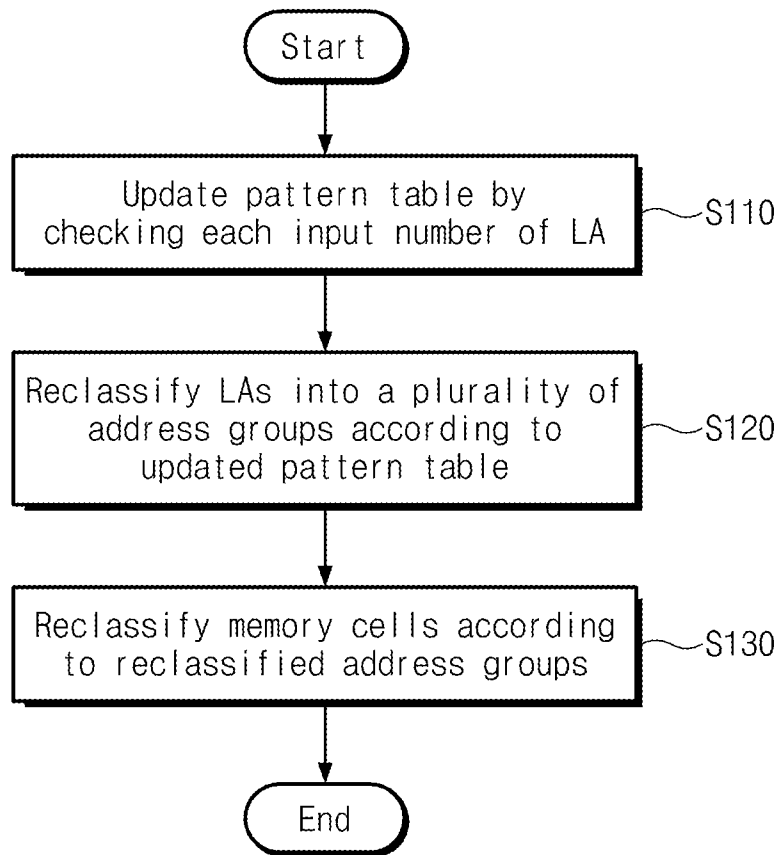 Start
Update pattern table by
checking each input number of LA
S110
Reclassify LAs into a plurality of
address groups according to
updated pattern table
S120
Reclassify memory cells according
to reclassified address groups
S130
End